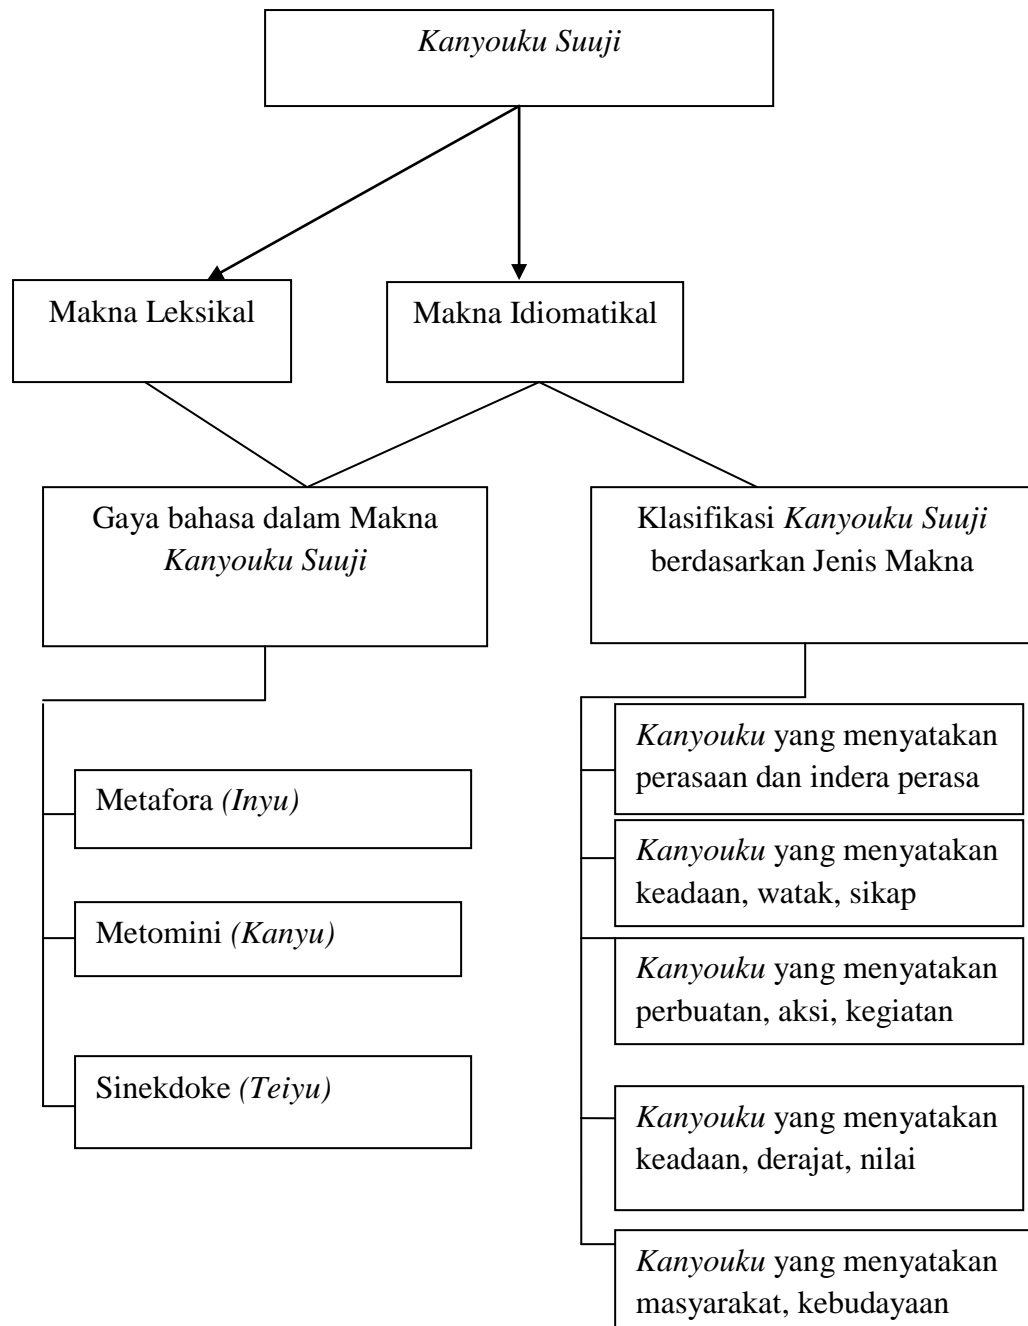 Kanyouku Suuji
Makna Leksikal
Makna Idiomatikal
Gaya bahasa dalam Makna
Kanyouku Suuji
Klasifikasi Kanyouku Suuji
berdasarkan Jenis Makna
Metafora (Inyu)
Metomini (Kanyu)
Sinekdoke (Teiyu)
Kanyouku yang menyatakan
perasaan dan indera perasa
Kanyouku yang menyatakan
keadaan, watak, sikap
Kanyouku yang menyatakan
perbuatan, aksi, kegiatan
Kanyouku yang menyatakan
keadaan, derajat, nilai
Kanyouku yang menyatakan
masyarakat, kebudayaan